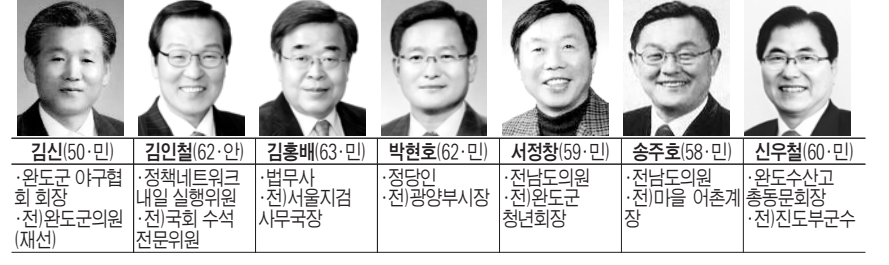 김신(50·민) 김인철(62·안) 김홍배(63·민) 박현호(62·민) 서정창(59·민) 송주호(58·민) 신우철(60·민)
·완도군 야구협
회 회장
·전)완도군의원
(재선)
·정책네트워크
내일 실행위원
·전)국회 수석
전문위원
·법무사
·전)서울지검
사무국장
·정당인
·전)광양부시장
·전남도의원
·전)완도군
청년회장
·전남도의원
·전)마을 어촌계
장
·완도수산고
총동문회장
·전)진도부군수